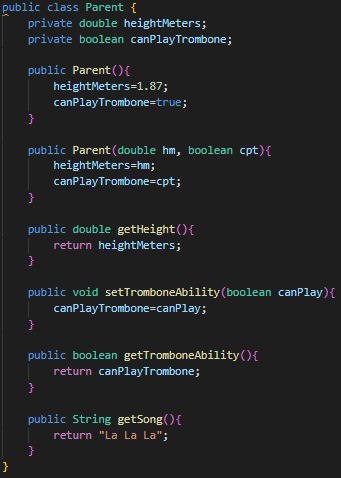 public class Parent {
    private double heightMeters;
    private boolean canPlayTrombone;

    public Parent(){
        heightMeters=1.87;
        canPlayTrombone=true;
    }

    public Parent(double hm, boolean cpt){
        heightMeters=hm;
        canPlayTrombone=cpt;
    }

    public double getHeight(){
        return heightMeters;
    }

    public void setTromboneAbility(boolean canPlay){
        canPlayTrombone=canPlay;
    }

    public boolean getTromboneAbility(){
        return canPlayTrombone;
    }

    public String getSong(){
        return "La La La";
    }
}